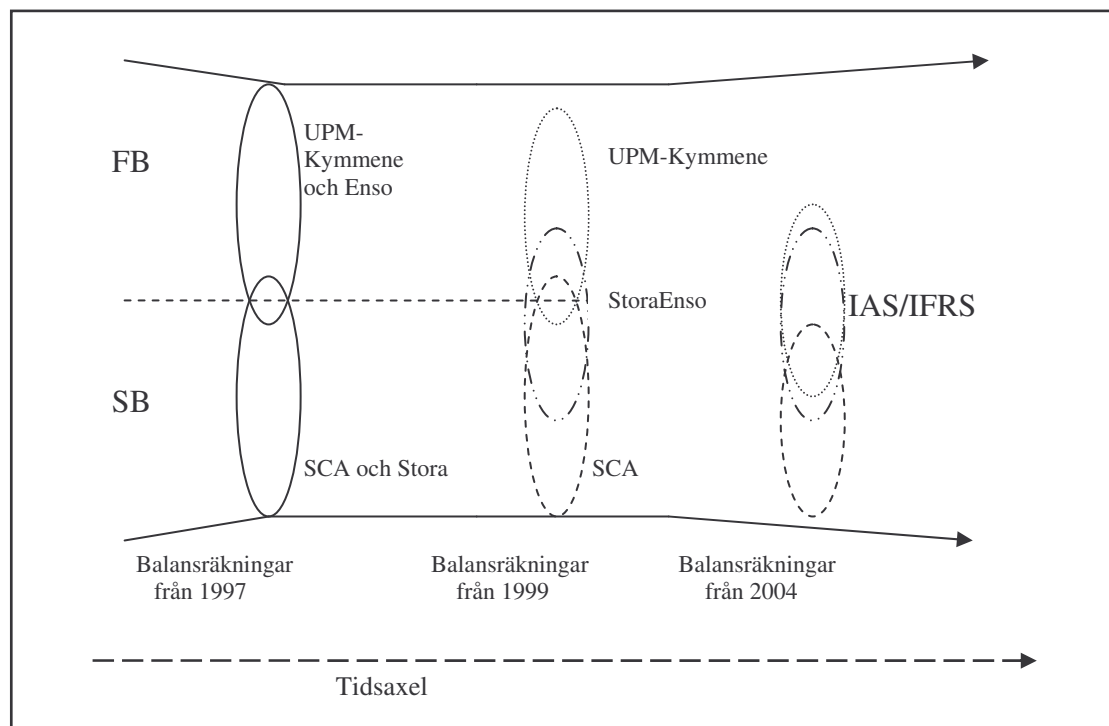 FB
UPM-
Kymmene
och Enso
UPM-Kymmene
StoraEnso
IAS/IFRS
SB
SCA och Stora
SCA
Balansräkningar
från 1997
Balansräkningar
från 1999
Balansräkningar
från 2004
Tidsaxel